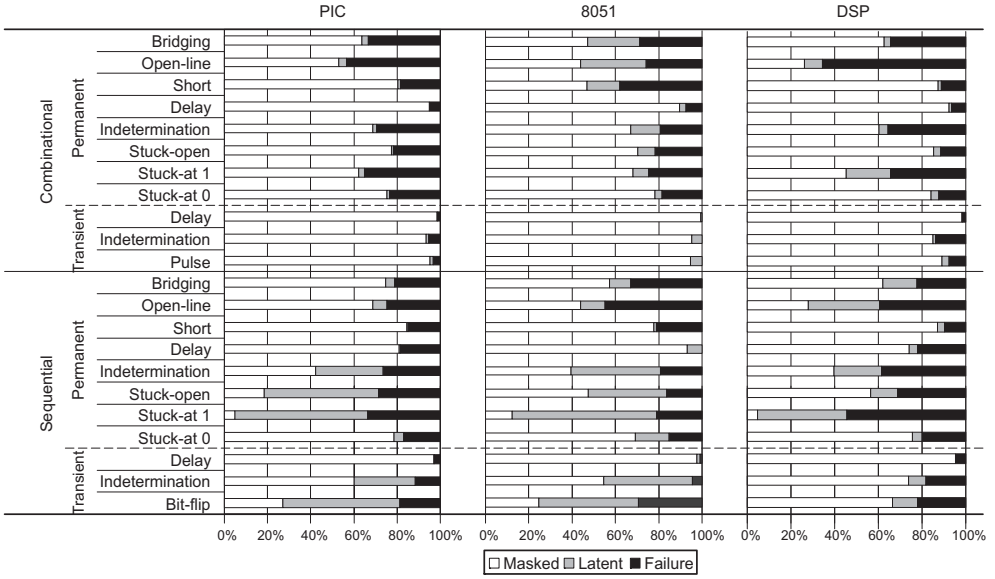 PIC 8051 DSP
Combinational
Permanent
Bridging
Open-line
Short
Delay
Indetermination
Stuck-open
Stuck-at 1
Stuck-at 0
Transient
Delay
Indetermination
Pulse
Sequential
Permanent
Bridging
Open-line
Short
Delay
Indetermination
Stuck-open
Stuck-at 1
Stuck-at 0
Transient
Delay
Indetermination
Bit-flip
0% 20% 40% 60% 80% 100% 0% 20% 40% 60% 80% 100% 0% 20% 40% 60% 80% 100%
Masked Latent Failure